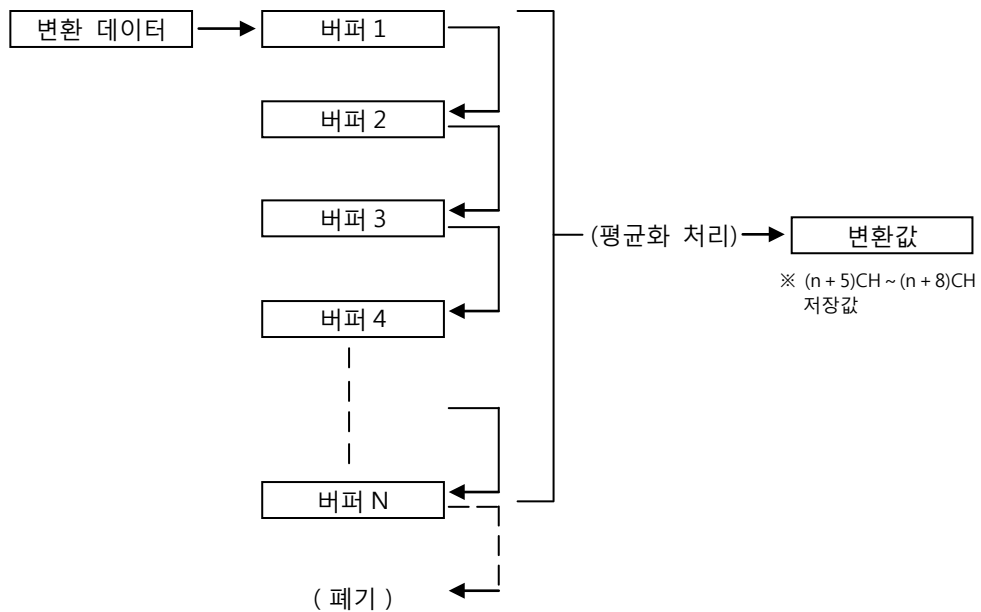 변환 데이터
버퍼 1
버퍼 2
버퍼 3
버퍼 4
버퍼 N
( 폐기 )
(평균화 처리)
변환값
※ (n + 5)CH ~ (n + 8)CH
저장값